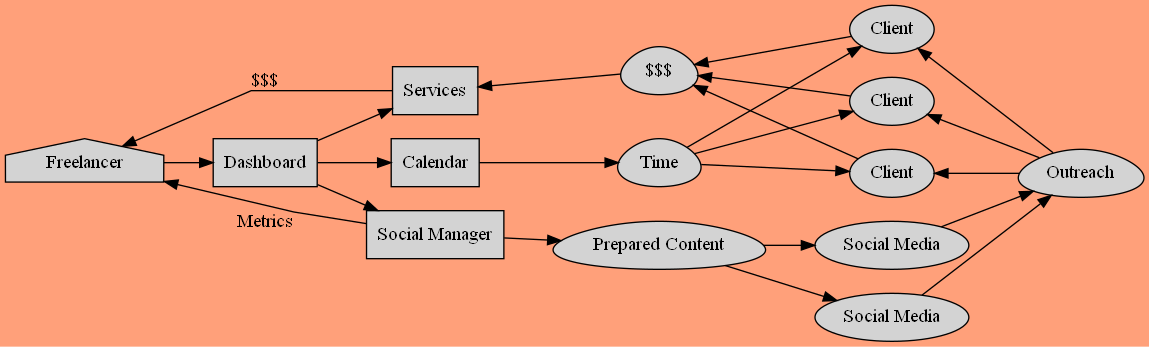 Client
$$$
$$$
Services
Client
Freelancer
Dashboard
Calendar
Time
Client
Outreach
Metrics
Social Manager
Prepared Content
Social Media
Social Media